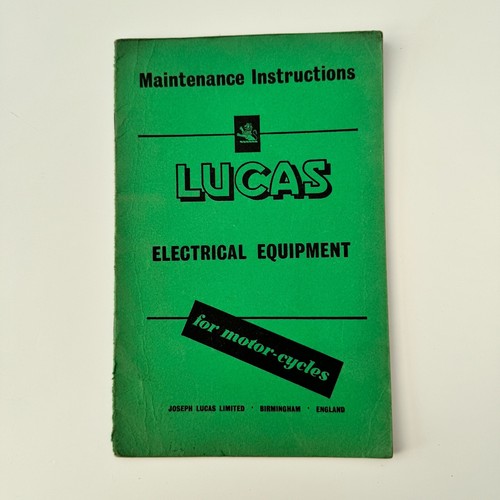 Maintenance Instructions
LUCAS
ELECTRICAL EQUIPMENT
for motor-cycles
JOSEPH LUCAS LIMITED · BIRMINGHAM · ENGLAND